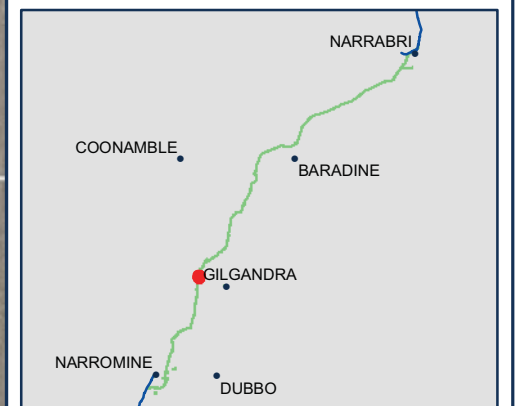 NARRABRI
COONAMBLE
BARADINE
GILGANDRA
NARROMINE
DUBBO